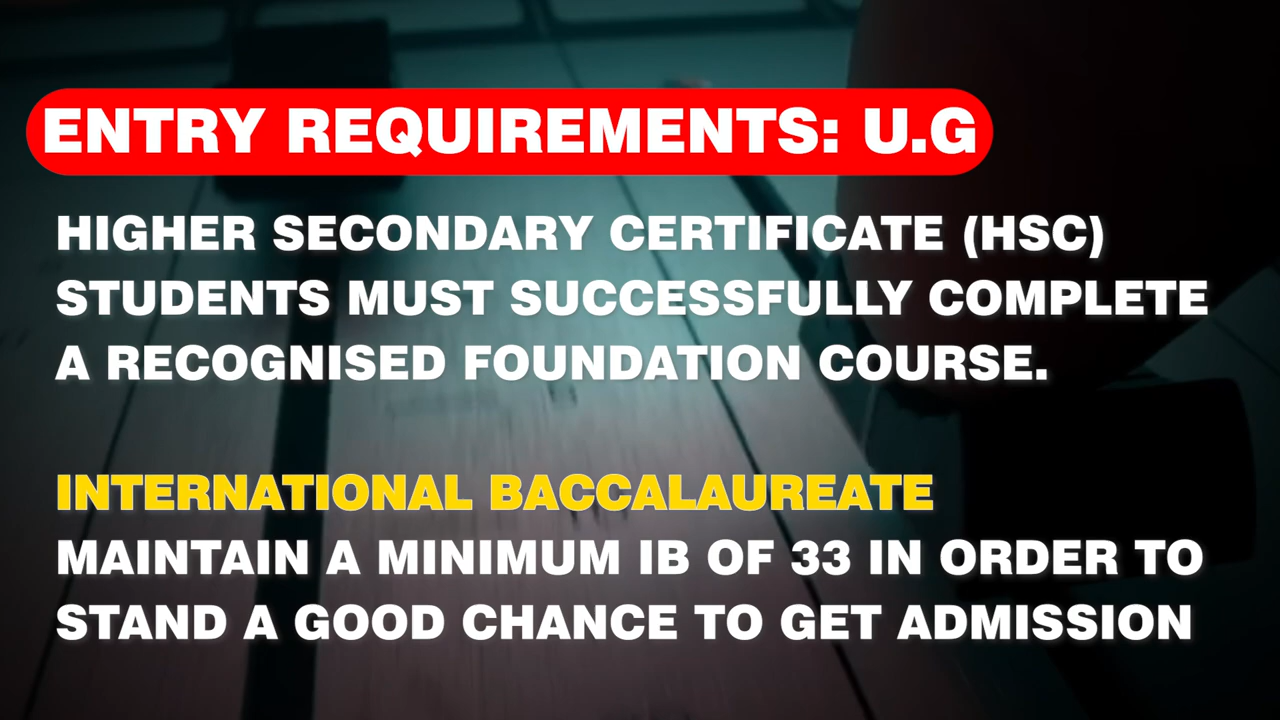 ENTRY REQUIREMENTS: U.G
HIGHER SECONDARY CERTIFICATE (HSC)
STUDENTS MUST SUCCESSFULLY COMPLETE
A RECOGNISED FOUNDATION COURSE.
INTERNATIONAL BACCALAUREATE
MAINTAIN A MINIMUM IB OF 33 IN ORDER TO
STAND A GOOD CHANCE TO GET ADMISSION